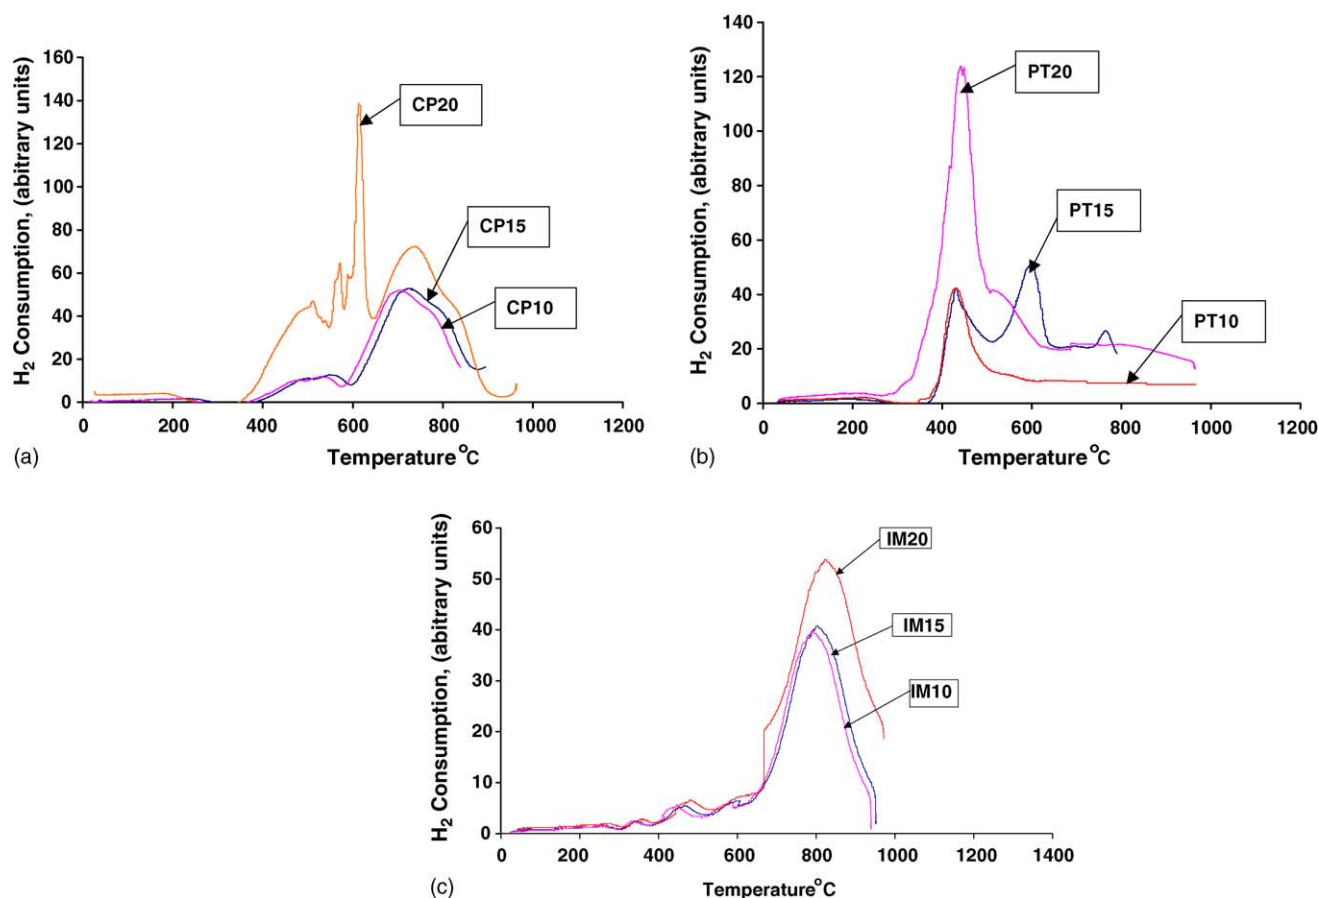 H2 Consumption, (abitrary units)
160
140
120
100
80
60
40
20
0
CP20
CP15
CP10
0 200 400 600 800 1000 1200
(a)
Temperature °C
H2 Consumption, (abitrary units)
140
120
100
80
60
40
20
0
PT20
PT15
PT10
0 200 400 600 800 1000 1200
(b)
Temperature °C
H2 Consumption, (abitrary units)
60
50
40
30
20
10
0
IM20
IM15
IM10
0 200 400 600 800 1000 1200 1400
(c)
Temperature °C